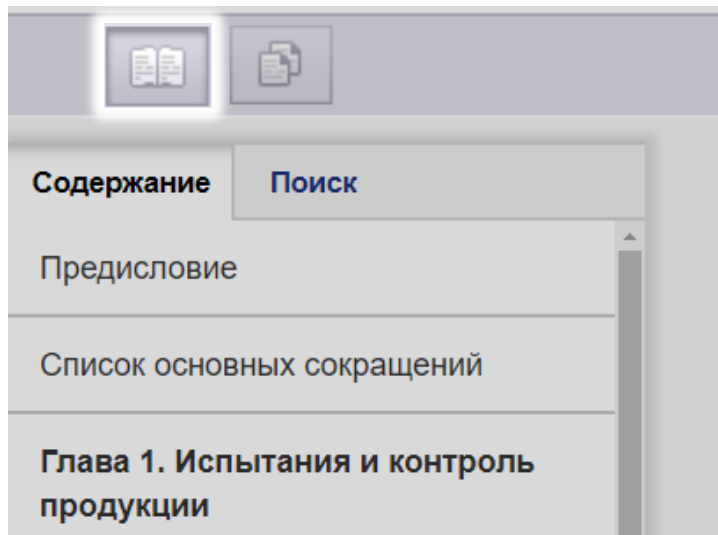 Содержание Поиск
Предисловие
Список основных сокращений
Глава 1. Испытания и контроль
продукции